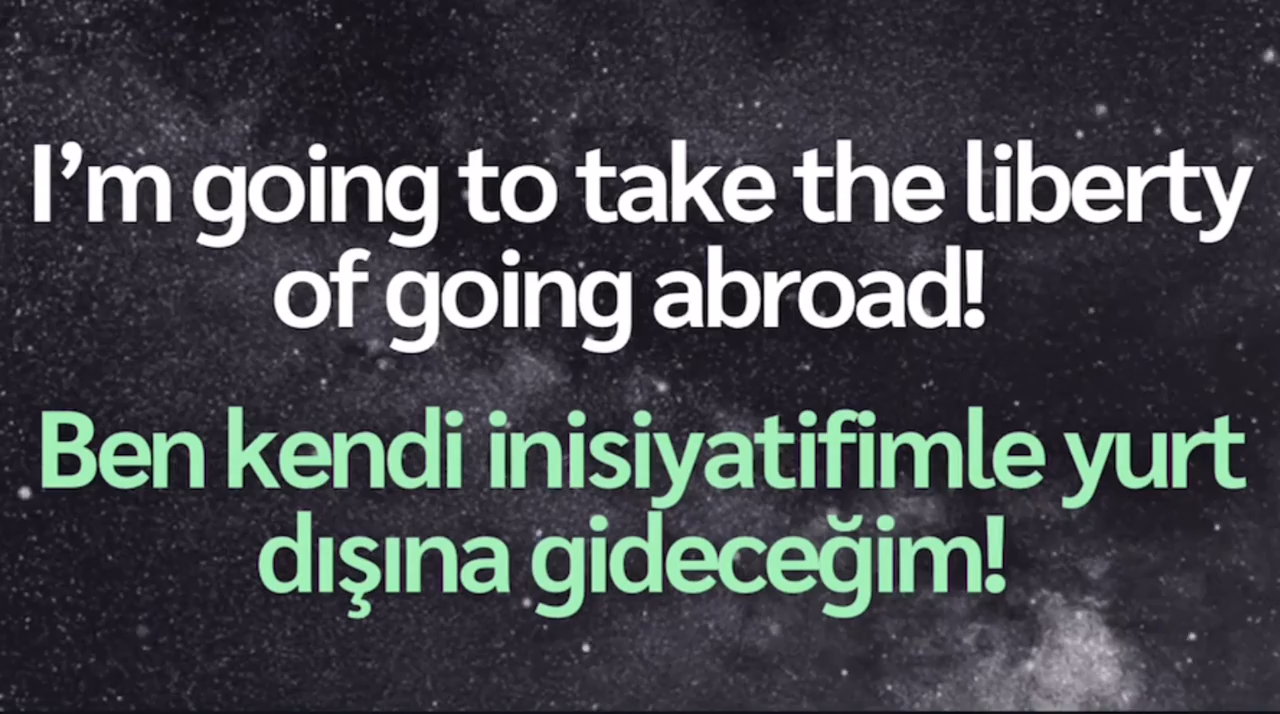 I’m going to take the liberty
of going abroad!
Ben kendi inisiyatifimle yurt
dışına gideceğim!